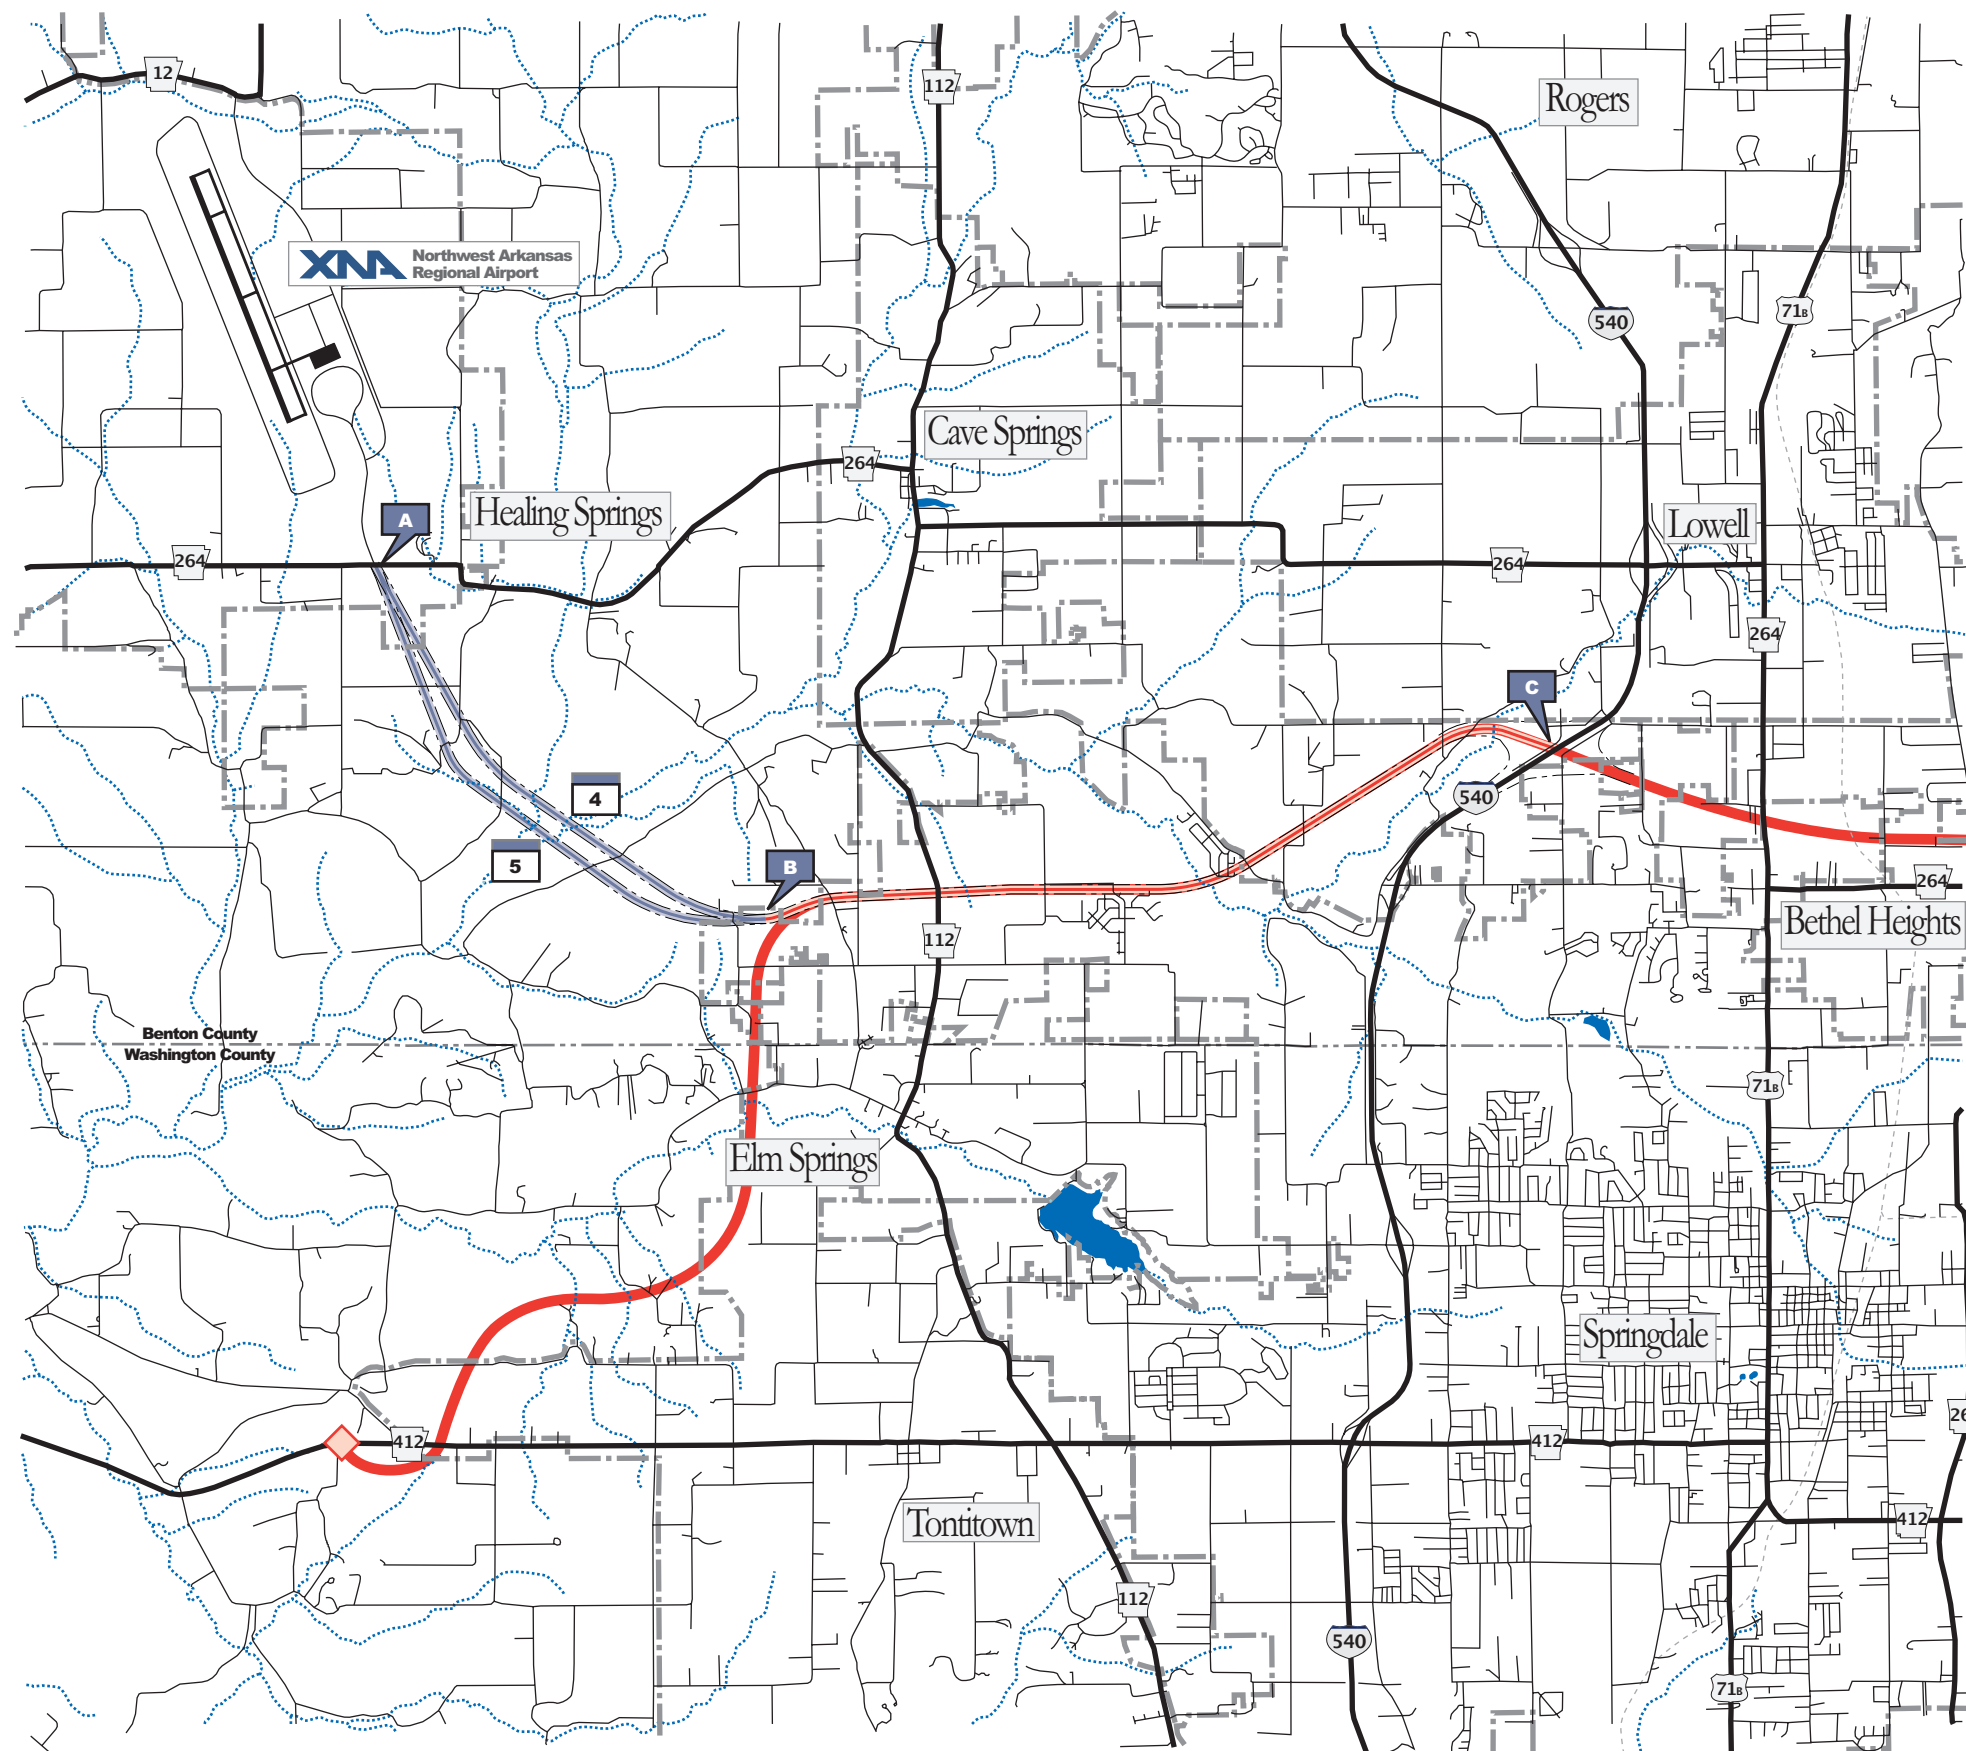 12
112
Rogers
XNA Northwest Arkansas
Regional Airport
540
71B
Cave Springs
264
A
Healing Springs
Lowell
264
264
264
C
4
540
5
B
264
Bethel Heights
112
Benton County
Washington County
71B
Elm Springs
Springdale
412
412
26
Tontitown
412
112
540
71B